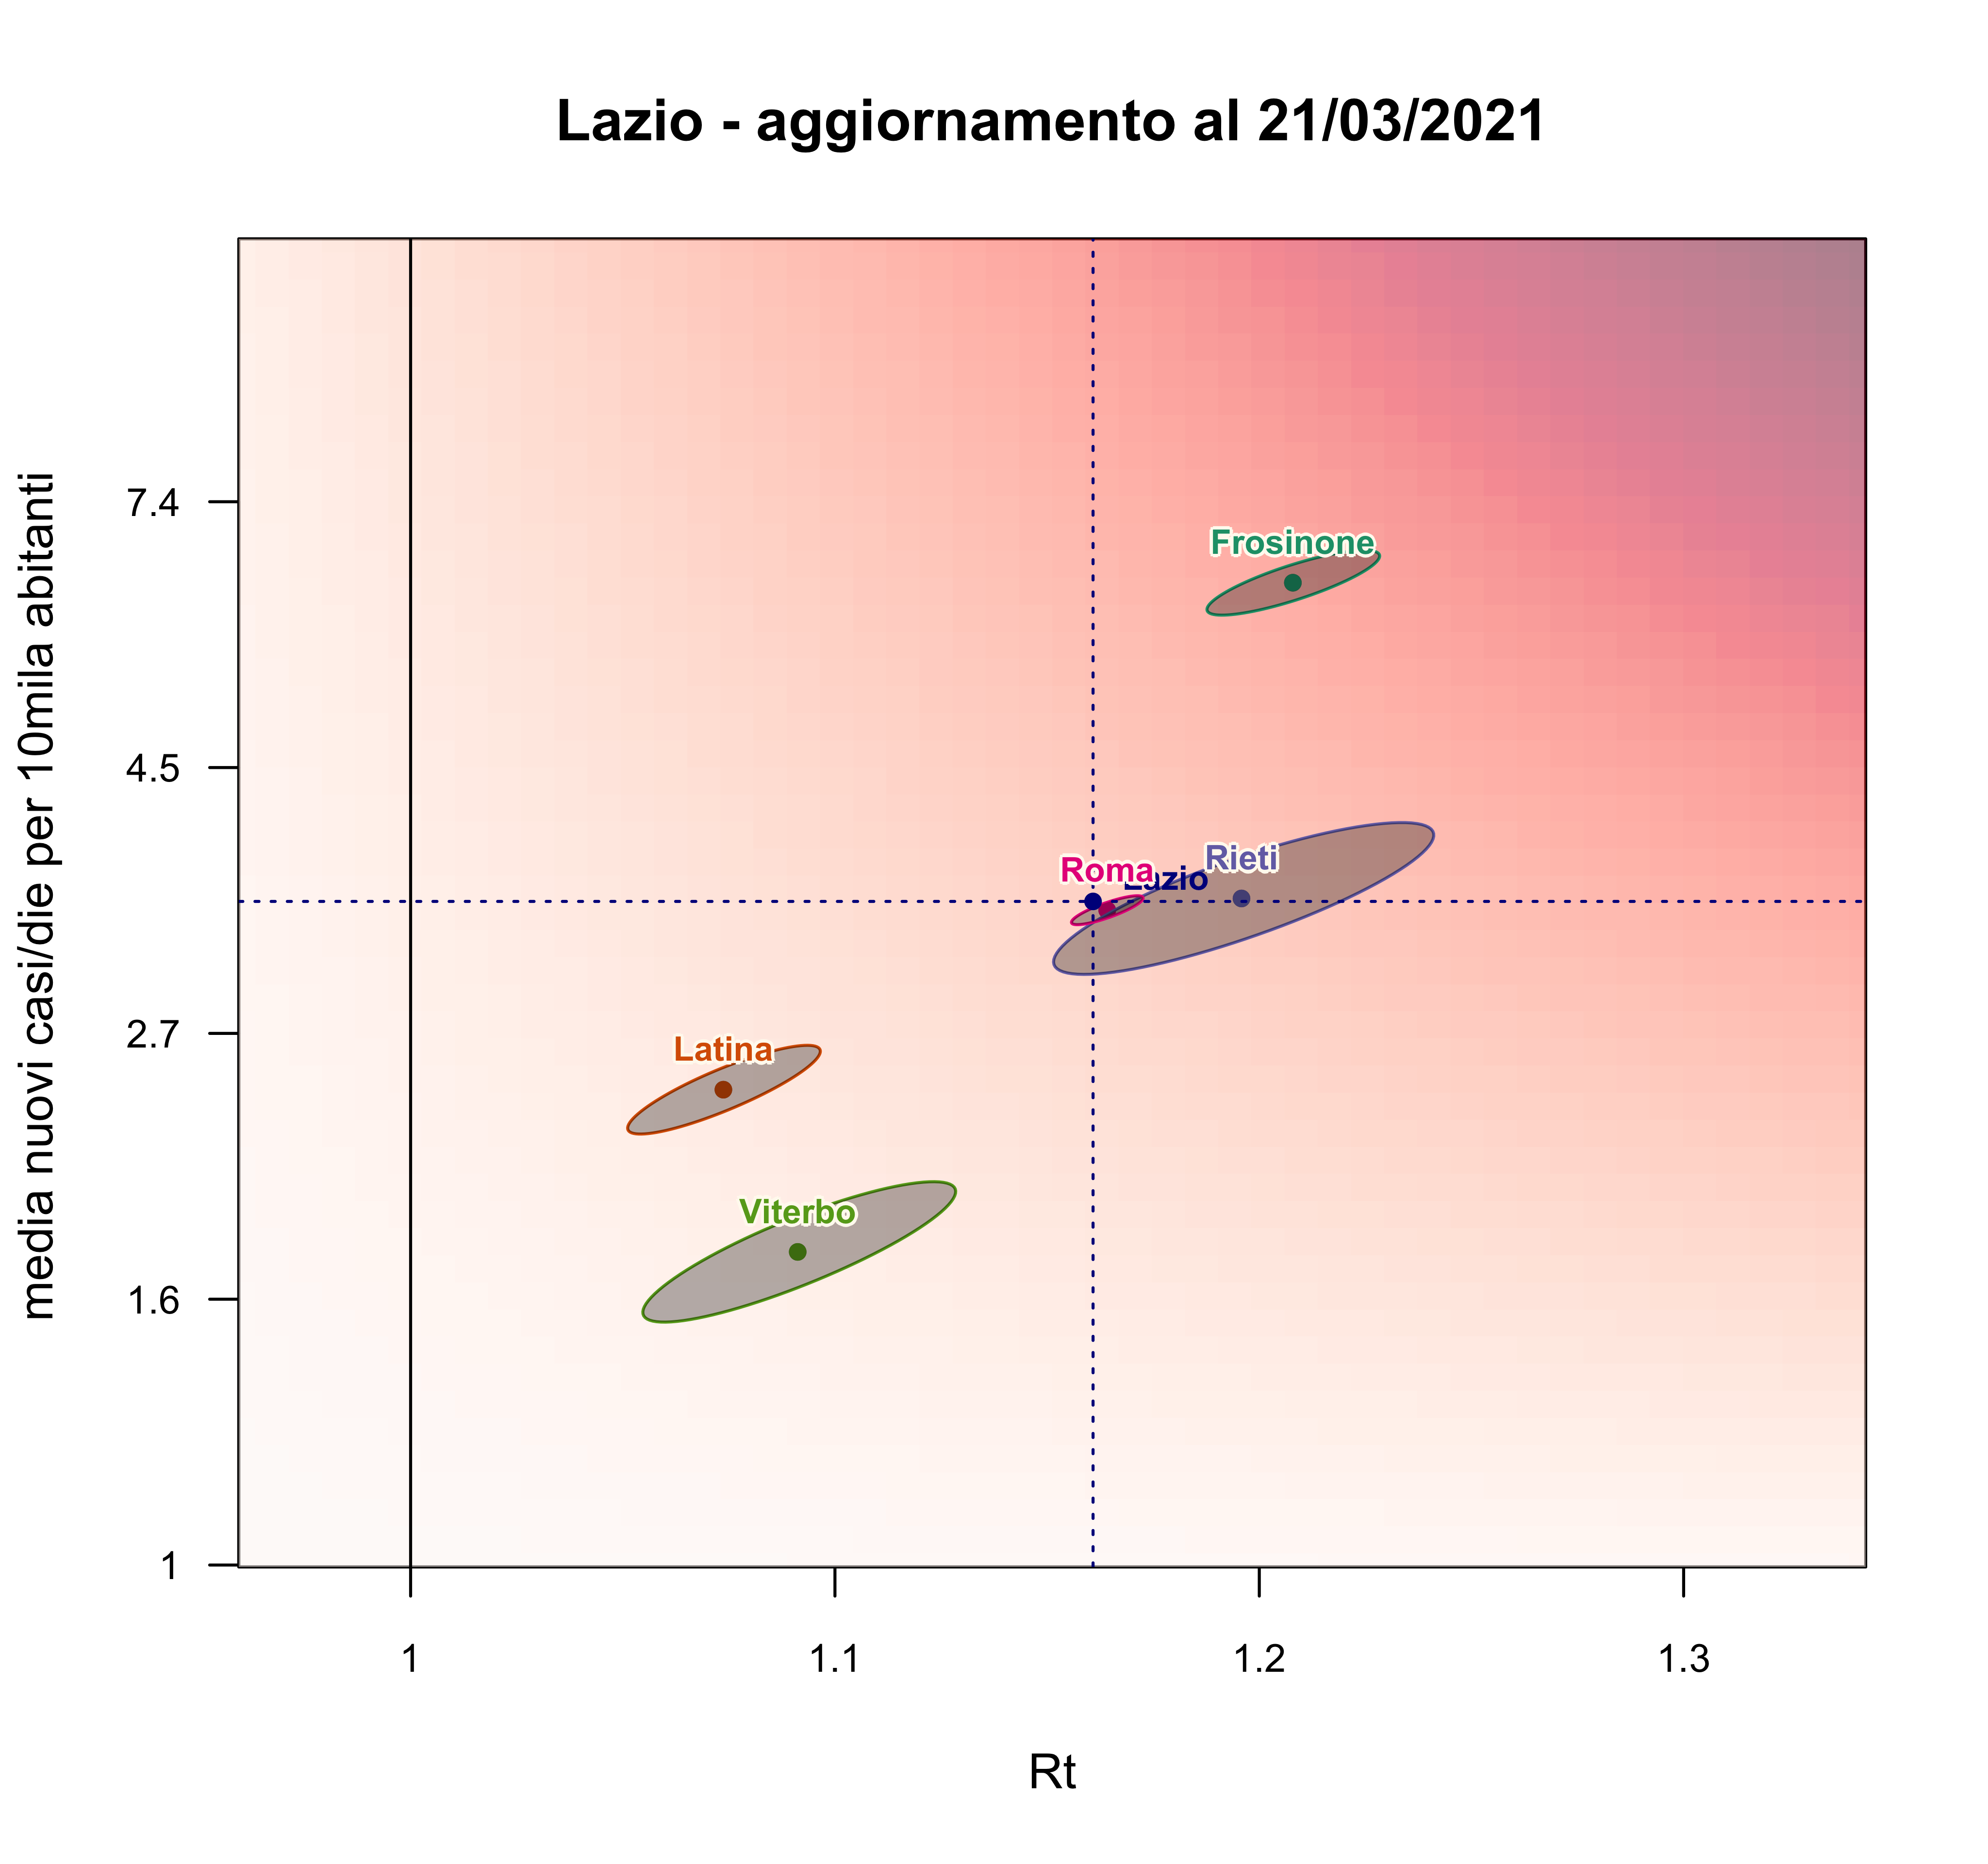 Lazio - aggiornamento al 21/03/2021
media nuovi casi/die per 10mila abitanti
7.4
4.5
2.7
1.6
1
Frosinone
Rieti
Roma
Lazio
Latina
Viterbo
1
1.1
1.2
1.3
Rt